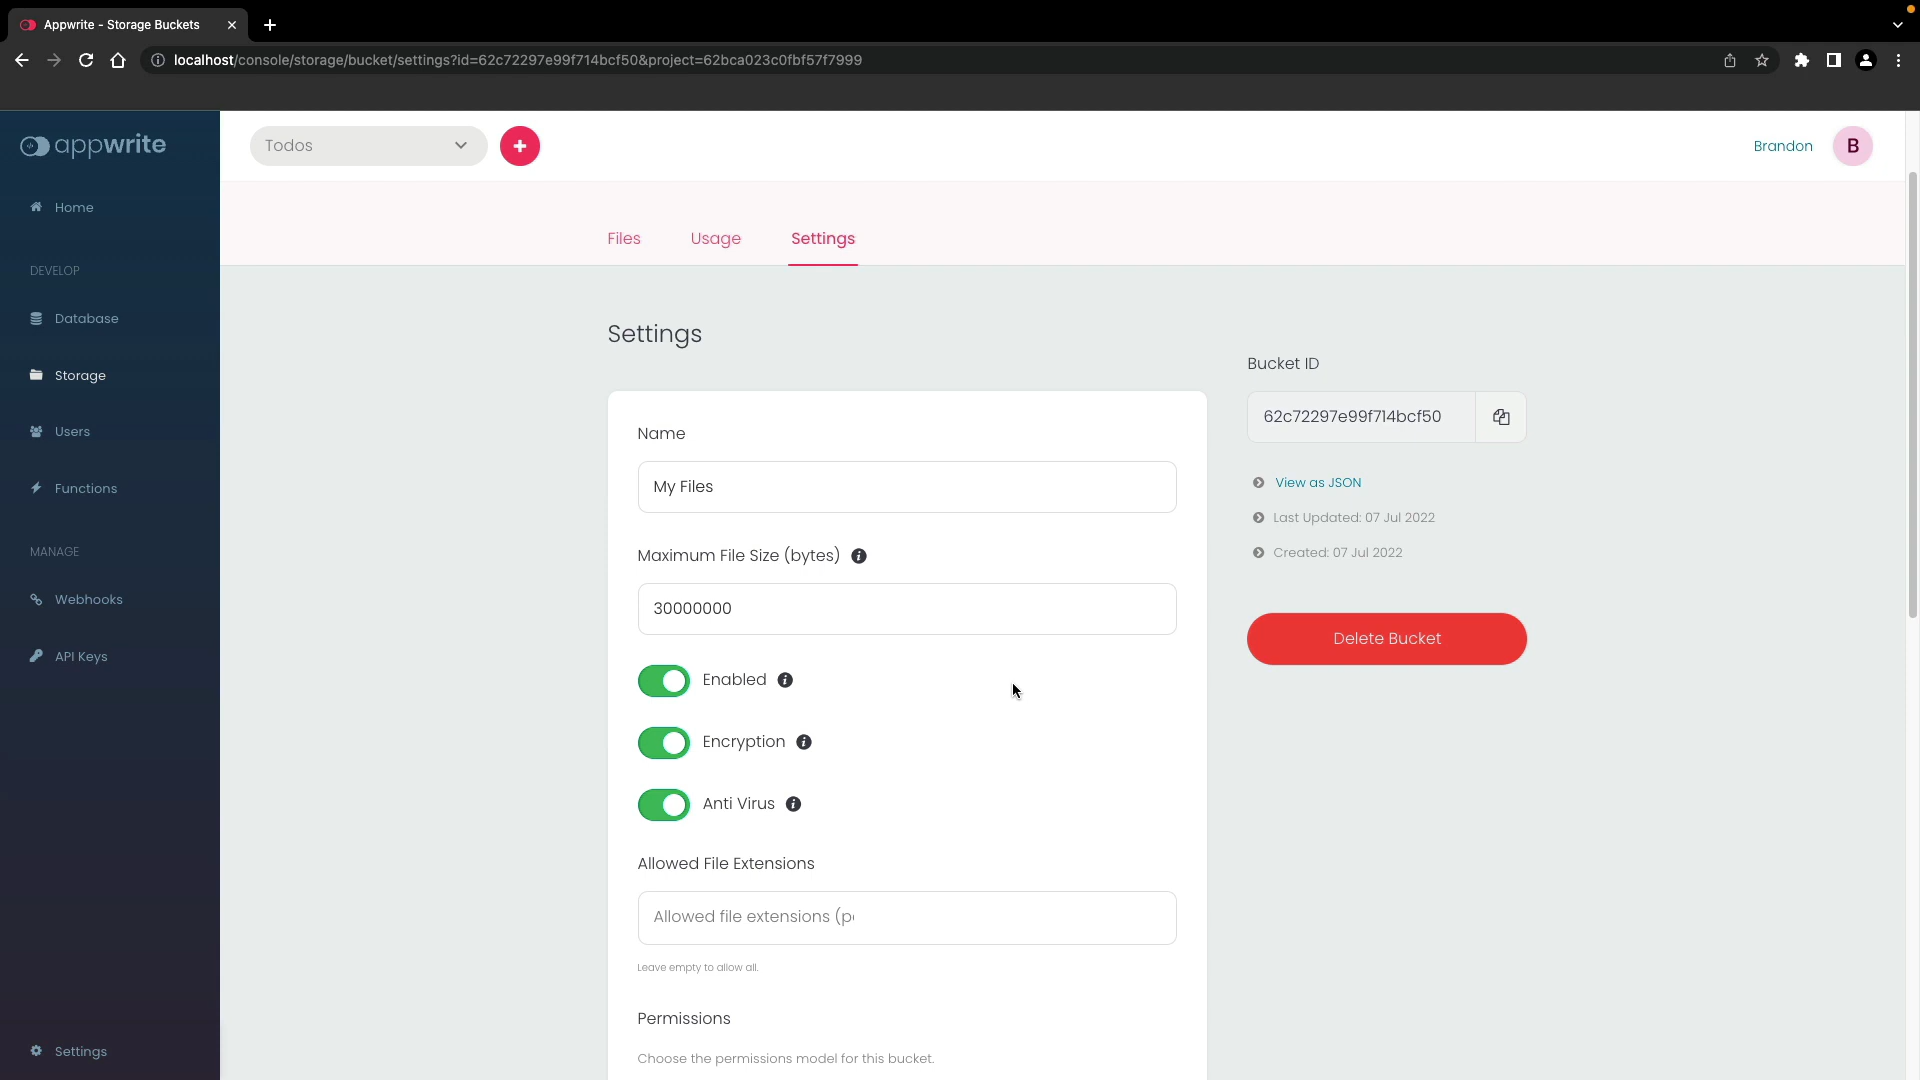 Appwrite - Storage Buckets
localhost/console/storage/bucket/settings?id=62c72297e99f714bcf50&project=62bca023c0fbf57f7999
appwrite
Todos
Brandon
B
Home
DEVELOP
Database
Storage
Users
Functions
MANAGE
Webhooks
API Keys
Settings
Files
Usage
Settings
Settings
Name
My Files
Maximum File Size (bytes)
30000000
Enabled
Encryption
Anti Virus
Allowed File Extensions
Allowed file extensions (p
Leave empty to allow all.
Permissions
Choose the permissions model for this bucket.
Bucket ID
62c72297e99f714bcf50
View as JSON
Last Updated: 07 Jul 2022
Created: 07 Jul 2022
Delete Bucket